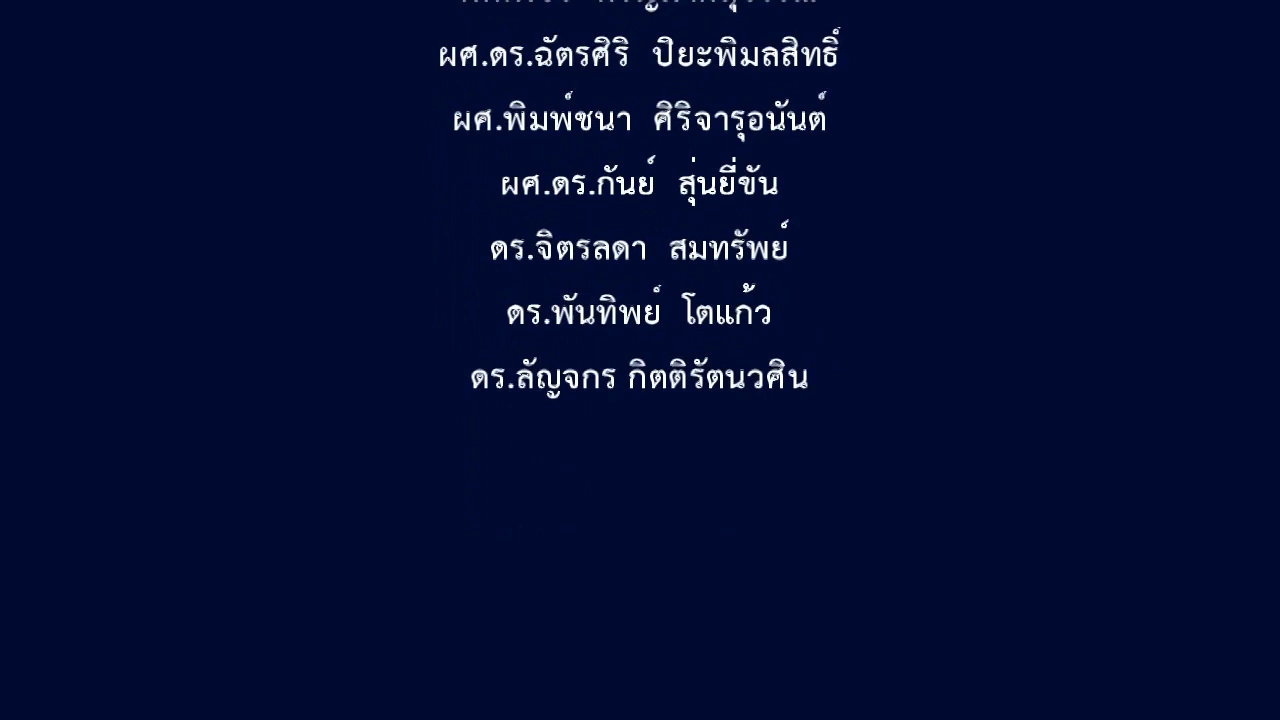 ผศ.ดร.ฉัตรศิริ ปิยะพิมลสิทธิ์
ผศ.พิมพ์ชนา ศิริจารุอนันต์
ผศ.ดร.กันย์ สุ่นยี่ขัน
ดร.จิตรลดา สมทรัพย์
ดร.พันทิพย์ โตแก้ว
ดร.ลัญจกร กิตติรัตนวศิน